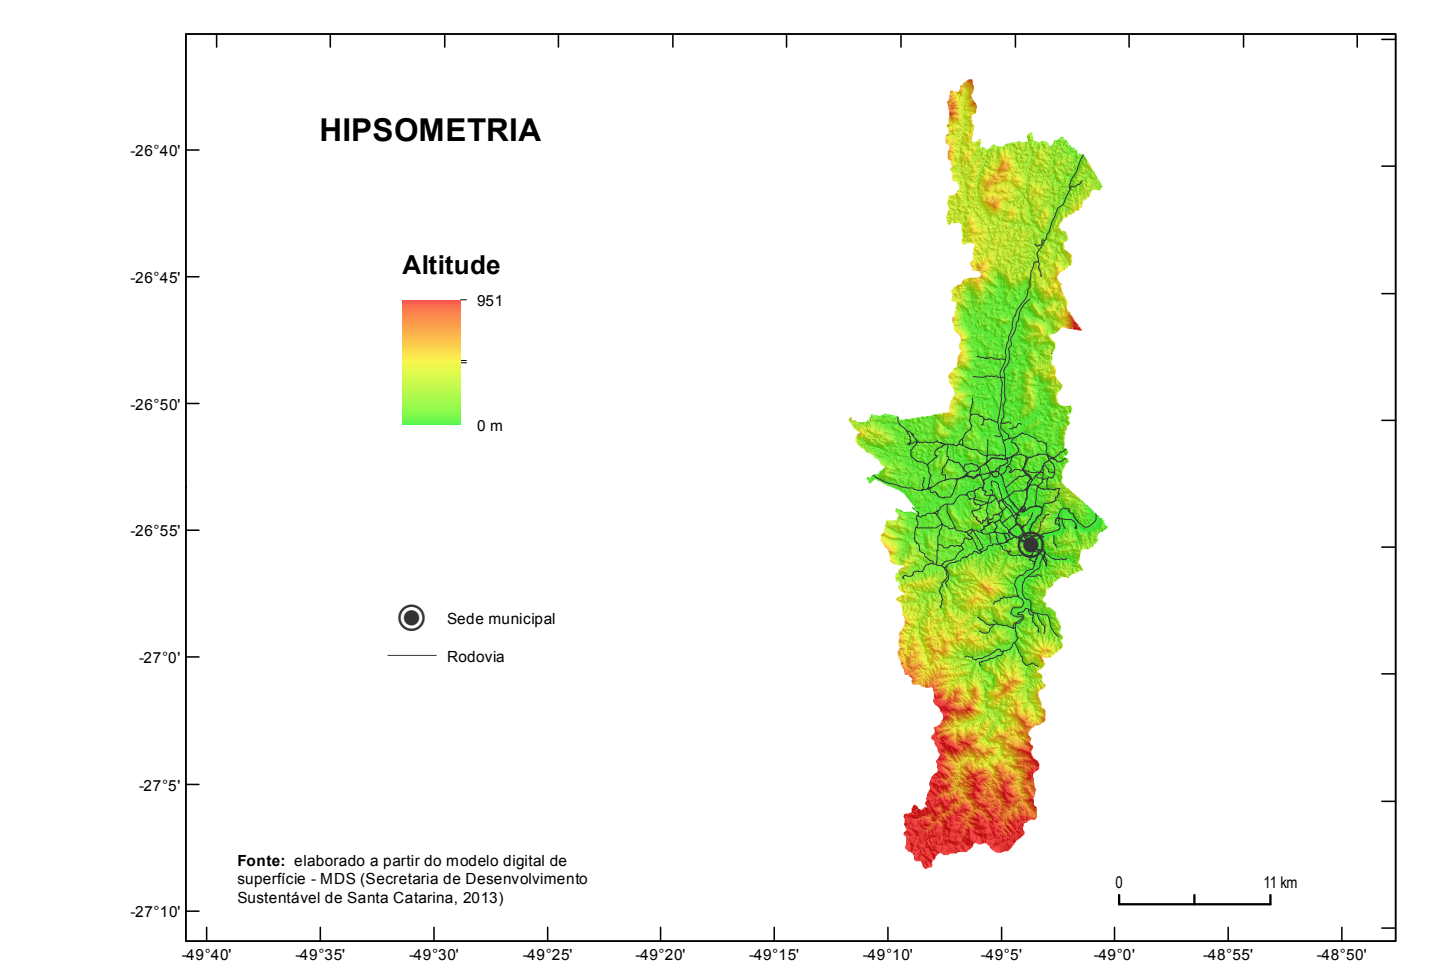 HIPSOMETRIA
-26°40'
Altitude
-26°45'
951
-26°50'
0 m
-26°55'
Sede municipal
-27°0'
Rodovia
-27°5'
Fonte: elaborado a partir do modelo digital de
superfície - MDS (Secretaria de Desenvolvimento
Sustentável de Santa Catarina, 2013)
0 11 km
-27°10'
-49°40' -49°35' -49°30' -49°25' -49°20' -49°15' -49°10' -49°5' -49°0' -48°55' -48°50'